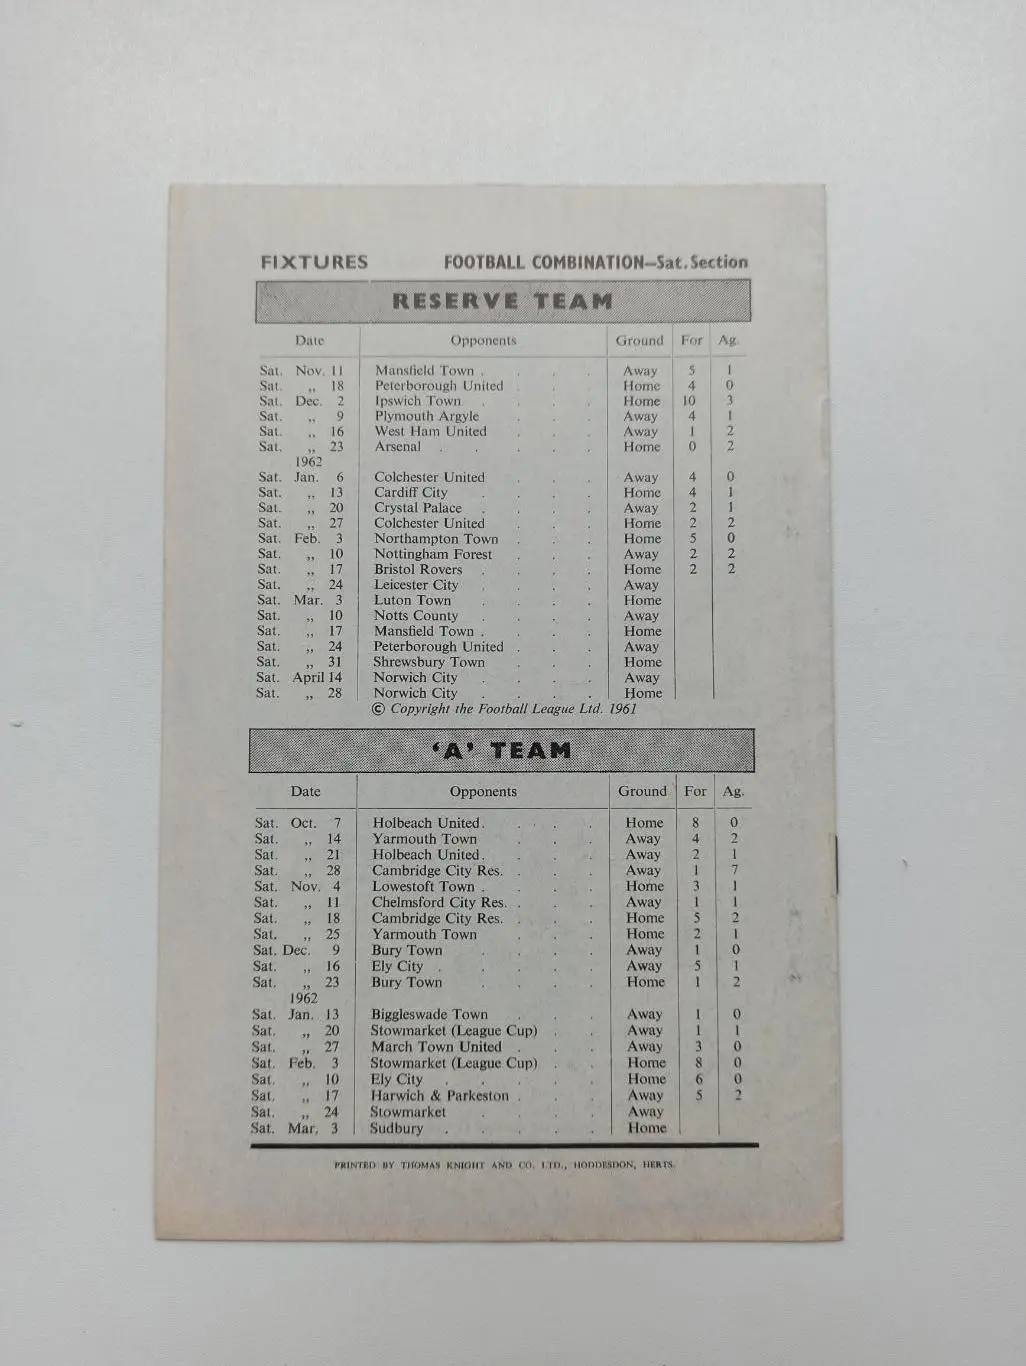 FIXTURES FOOTBALL COMBINATION—Sat. Section
RESERVE TEAM
Date Opponents Ground For Ag.
Sat. Nov. 11 Mansfield Town . . . . Away 5 1
Sat. „ 18 Peterborough United . . . Home 4 0
Sat. Dec. 2 Ipswich Town . . . . Home 10 3
Sat. „ 9 Plymouth Argyle . . . Away 4 1
Sat. „ 16 West Ham United . . . Away 1 2
Sat. „ 23 Arsenal . . . . . Home 0 2
1962
Sat. Jan. 6 Colchester United . . . Away 4 0
Sat. „ 13 Cardiff City . . . . Home 4 1
Sat. „ 20 Crystal Palace . . . . Away 2 1
Sat. „ 27 Colchester United . . . Home 2 2
Sat. Feb. 3 Northampton Town . . . Home 5 0
Sat. „ 10 Nottingham Forest . . . Away 2 2
Sat. „ 17 Bristol Rovers . . . . Home 2 2
Sat. „ 24 Leicester City . . . . Away
Sat. Mar. 3 Luton Town . . . . Home
Sat. „ 10 Notts County . . . . Away
Sat. „ 17 Mansfield Town . . . . Home
Sat. „ 24 Peterborough United . . . Away
Sat. „ 31 Shrewsbury Town . . . Home
Sat. April 14 Norwich City . . . . Away
Sat. „ 28 Norwich City . . . . Home
© Copyright the Football League Ltd. 1961
‘A’ TEAM
Date Opponents Ground For Ag.
Sat. Oct. 7 Holbeach United . . . . Home 8 0
Sat. „ 14 Yarmouth Town . . . Away 4 2
Sat. „ 21 Holbeach United . . . . Away 2 1
Sat. „ 28 Cambridge City Res. . . . Away 1 7
Sat. Nov. 4 Lowestoft Town . . . . Home 3 1
Sat. „ 11 Chelmsford City Res. . . . Away 1 1
Sat. „ 18 Cambridge City Res. . . . Home 5 2
Sat. „ 25 Yarmouth Town . . . Home 2 1
Sat. Dec. 9 Bury Town . . . . Away 1 0
Sat. „ 16 Ely City . . . . . Away 5 1
Sat. „ 23 Bury Town . . . . Home 1 2
1962
Sat. Jan. 13 Biggleswade Town . . . Away 1 0
Sat. „ 20 Stowmarket (League Cup) . . Away 1 1
Sat. „ 27 March Town United . . . Away 3 0
Sat. Feb. 3 Stowmarket (League Cup) . . Home 8 0
Sat. „ 10 Ely City . . . . . Home 6 0
Sat. „ 17 Harwich & Parkeston . . . Away 5 2
Sat. „ 24 Stowmarket . . . . Away
Sat. Mar. 3 Sudbury . . . . . Home
PRINTED BY THOMAS KNIGHT AND CO. LTD., HODDESDON, HERTS.